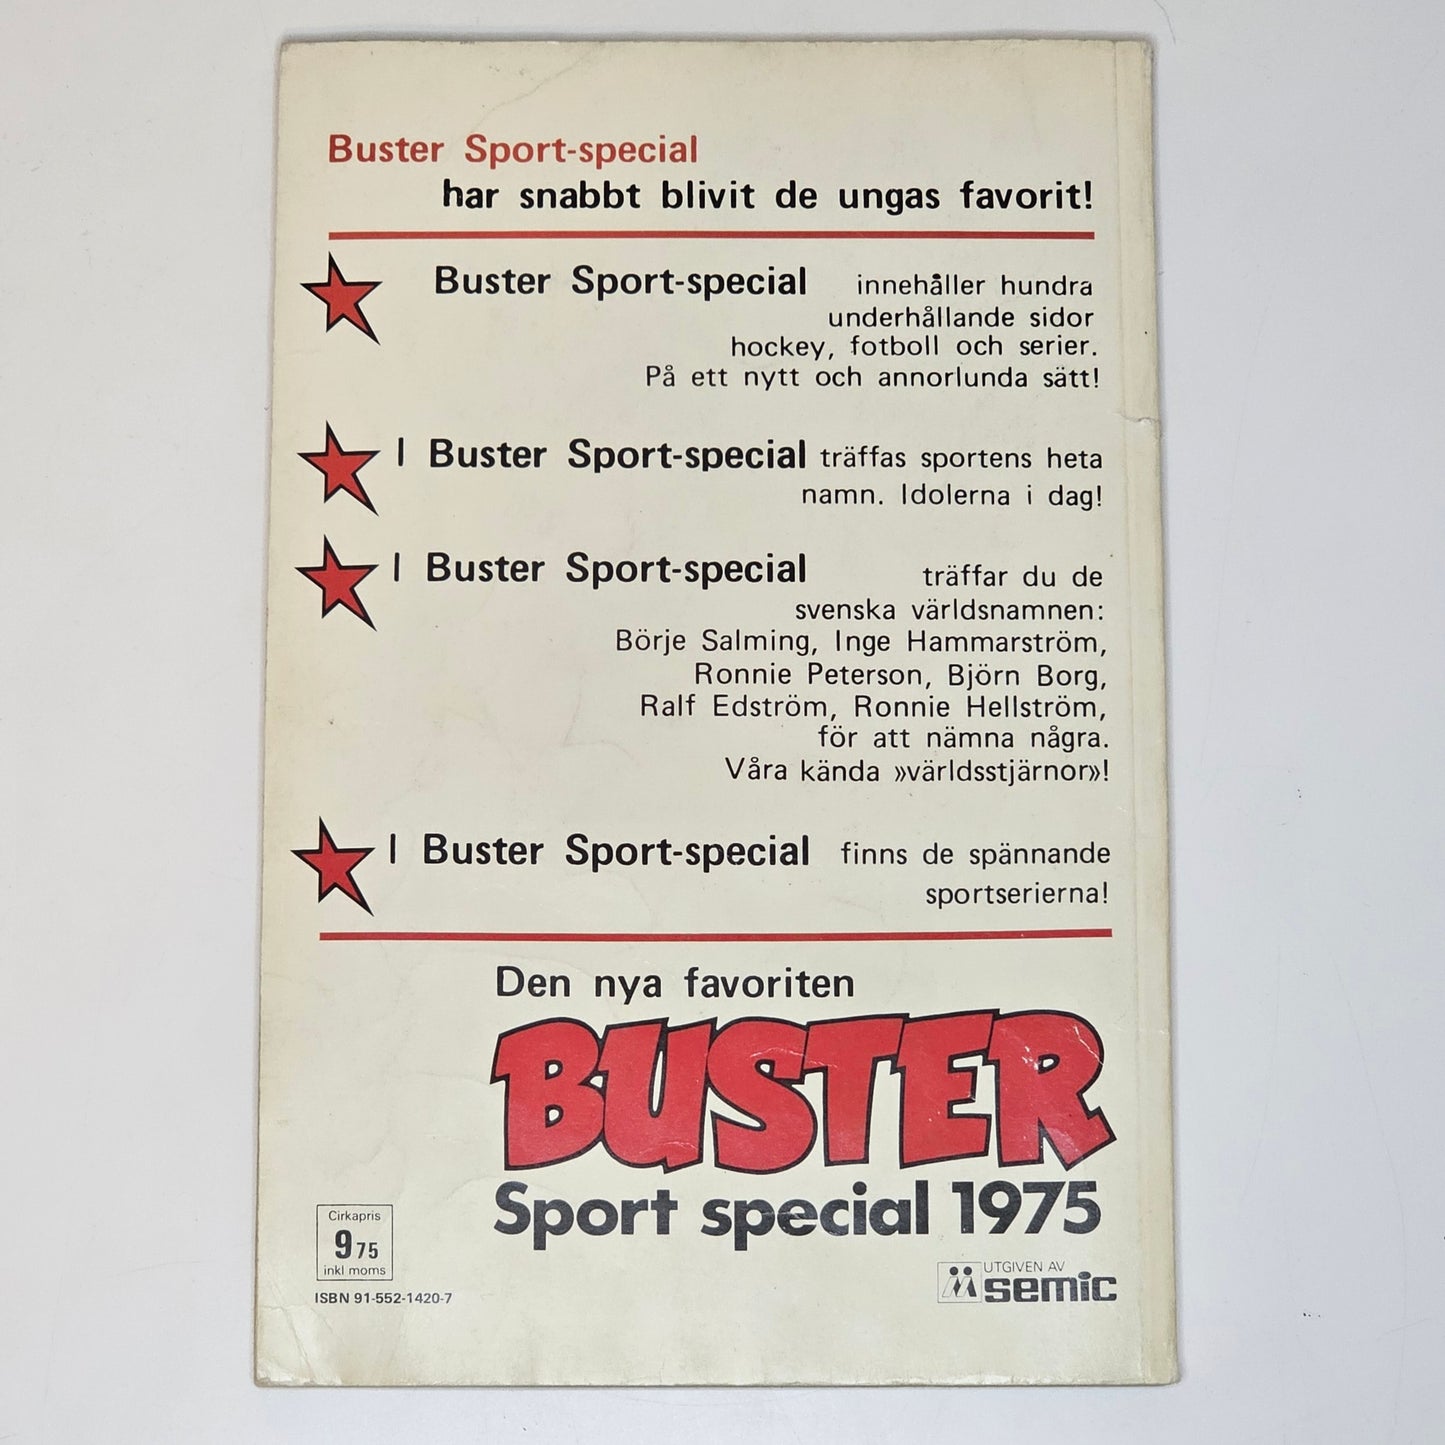 Buster Sport-special
har snabbt blivit de ungas favorit!
Buster Sport-special innehåller hundra
underhållande sidor
hockey, fotboll och serier.
På ett nytt och annorlunda sätt!
I Buster Sport-special träffas sportens heta
namn. Idolerna i dag!
I Buster Sport-special träffar du de
svenska världsnamnen:
Börje Salming, Inge Hammarström,
Ronnie Peterson, Björn Borg,
Ralf Edström, Ronnie Hellström,
för att nämna några.
Våra kända »världsstjärnor»!
I Buster Sport-special finns de spännande
sportserierna!
Den nya favoriten
BUSTER
Sport special 1975
Cirkapris
9 75
inkl moms
ISBN 91-552-1420-7
UTGIVEN AV
semic